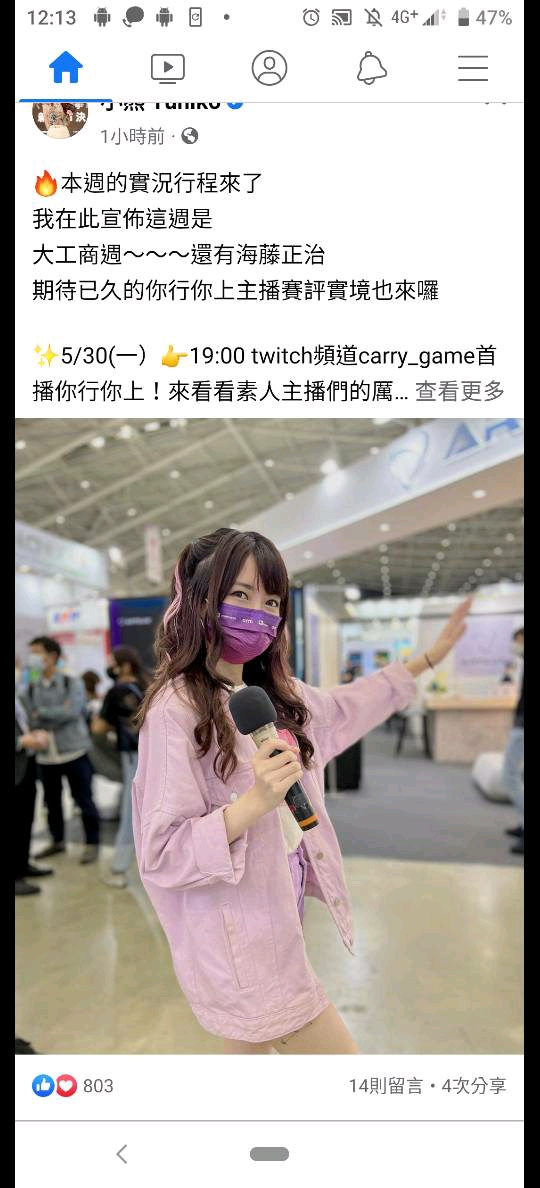 12:13
4G+
47%
小熊 Yuniko
1小時前
🔥本週的實況行程來了
我在此宣佈這週是
大工商週～～～還有海藤正治
期待已久的你行你上主播賽評實境也來囉
✨5/30(一）👉19:00 twitch頻道carry_game首
播你行你上！來看看素人主播們的厲... 查看更多
803
14則留言・4次分享